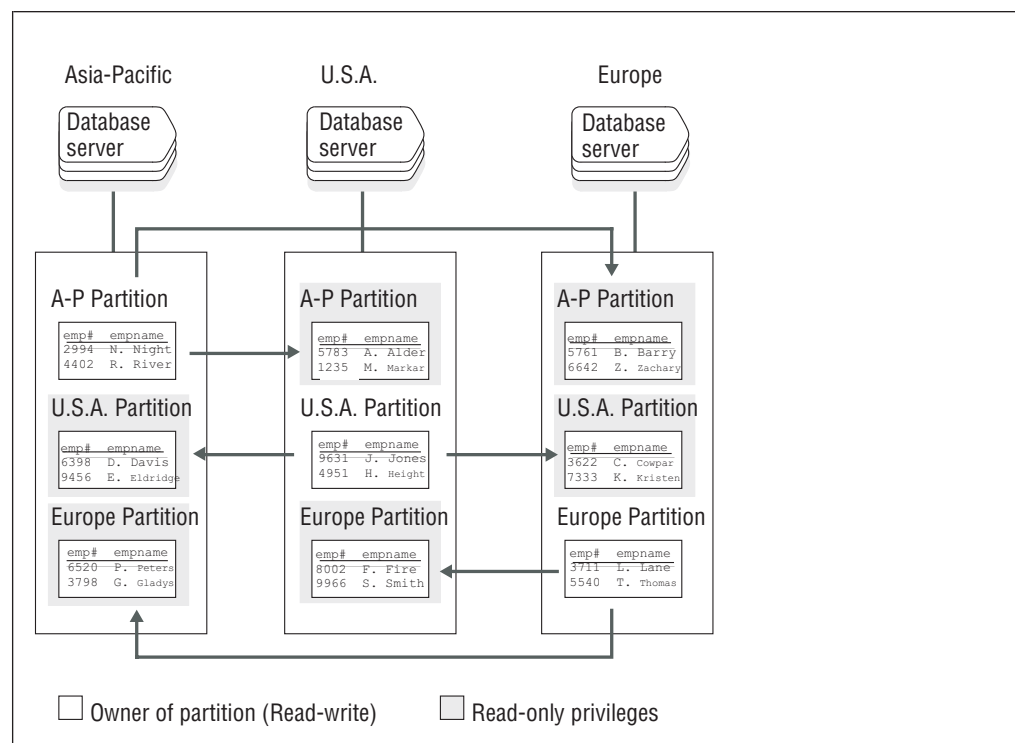 Asia-Pacific
U.S.A.
Europe
Database
server
Database
server
Database
server
A-P Partition
emp# empname
2994 N. Night
4402 R. River
A-P Partition
emp# empname
5783 A. Alder
1235 M. Markar
A-P Partition
emp# empname
5761 B. Barry
6642 Z. Zachary
U.S.A. Partition
emp# empname
6398 D. Davis
9456 E. Eldridge
U.S.A. Partition
emp# empname
9631 J. Jones
4951 H. Height
U.S.A. Partition
emp# empname
3622 C. Cowpar
7333 K. Kristen
Europe Partition
emp# empname
6520 P. Peters
3798 G. Gladys
Europe Partition
emp# empname
8002 F. Fire
9966 S. Smith
Europe Partition
emp# empname
3711 L. Lane
5540 T. Thomas
Owner of partition (Read-write)
Read-only privileges